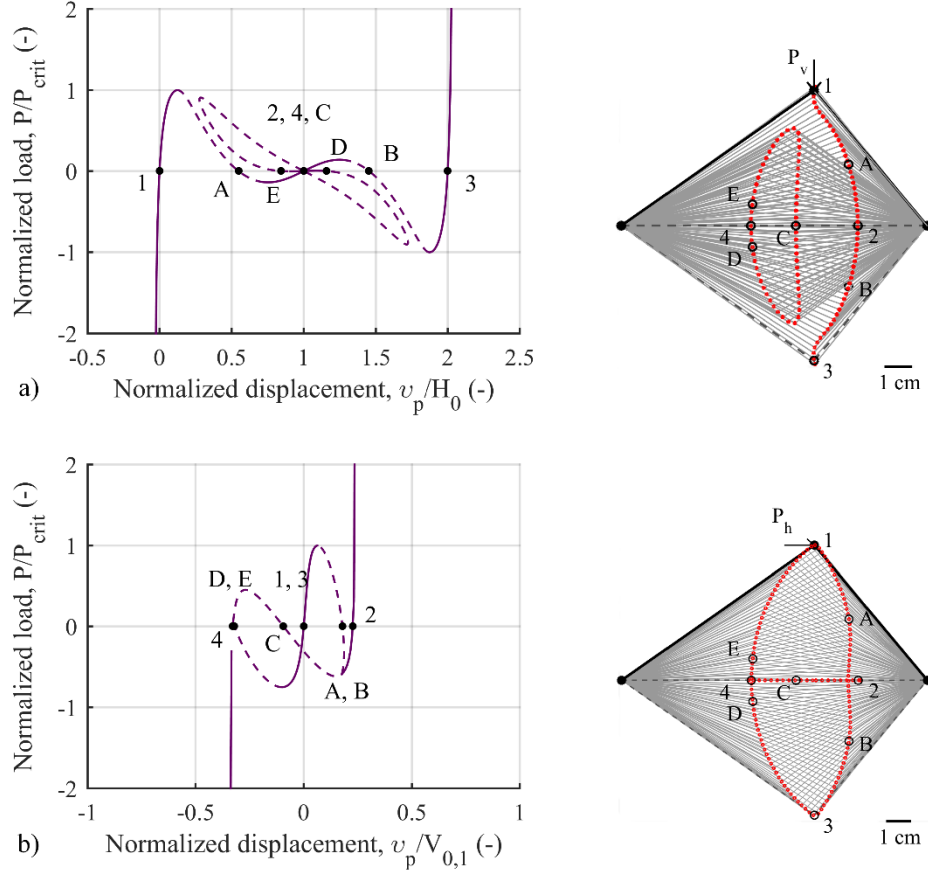 Normalized load, P/P_crit (-)
2
1
0
-1
-2
2, 4, C
D
B
1
A
E
3
-0.5 0 0.5 1 1.5 2 2.5
a) Normalized displacement, υ_p/H_0 (-)
P_v
1
A
E
4 C 2
D
B
3
1 cm
Normalized load, P/P_crit (-)
2
1
0
-1
-2
D, E 1, 3
4 C 2
A, B
-1 -0.5 0 0.5 1
b) Normalized displacement, υ_p/V_0,1 (-)
P_h
1
A
E
4 C 2
D
B
3
1 cm